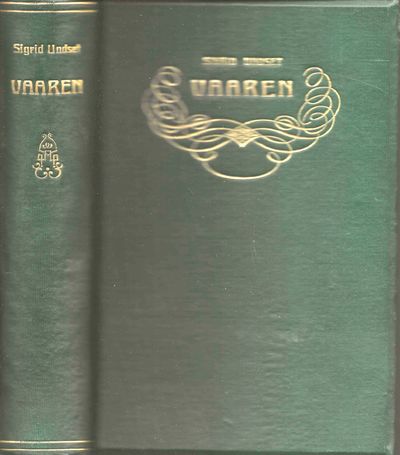 Sigrid Undset
VAAREN
SIGRID UNDSET
VAAREN